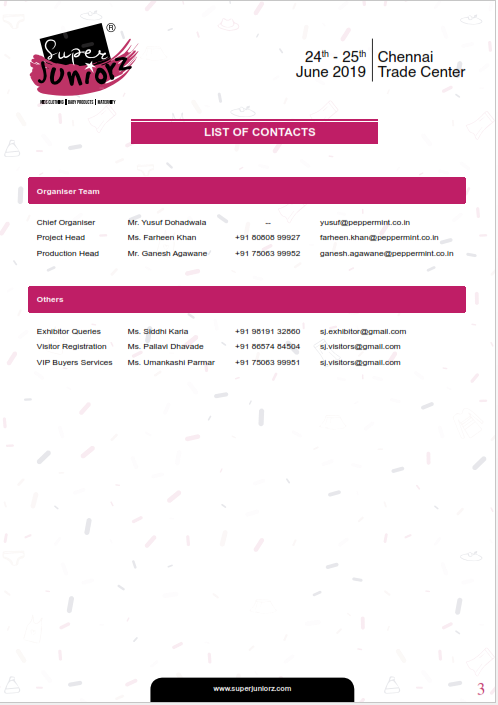 Super
Juniorz
®
KIDS CLOTHING | BABY PRODUCTS | MATERNITY
24th - 25th
June 2019
Chennai
Trade Center
LIST OF CONTACTS
Organiser Team
Chief Organiser Mr. Yusuf Dohadwala -- yusuf@peppermint.co.in
Project Head Ms. Farheen Khan +91 80808 99927 farheen.khan@peppermint.co.in
Production Head Mr. Ganesh Agawane +91 75063 99952 ganesh.agawane@peppermint.co.in
Others
Exhibitor Queries Ms. Siddhi Karia +91 98191 32860 sj.exhibitor@gmail.com
Visitor Registration Ms. Pallavi Dhavade +91 86574 84504 sj.visitors@gmail.com
VIP Buyers Services Ms. Umankashi Parmar +91 75063 99951 sj.visitors@gmail.com
www.superjuniorz.com
3